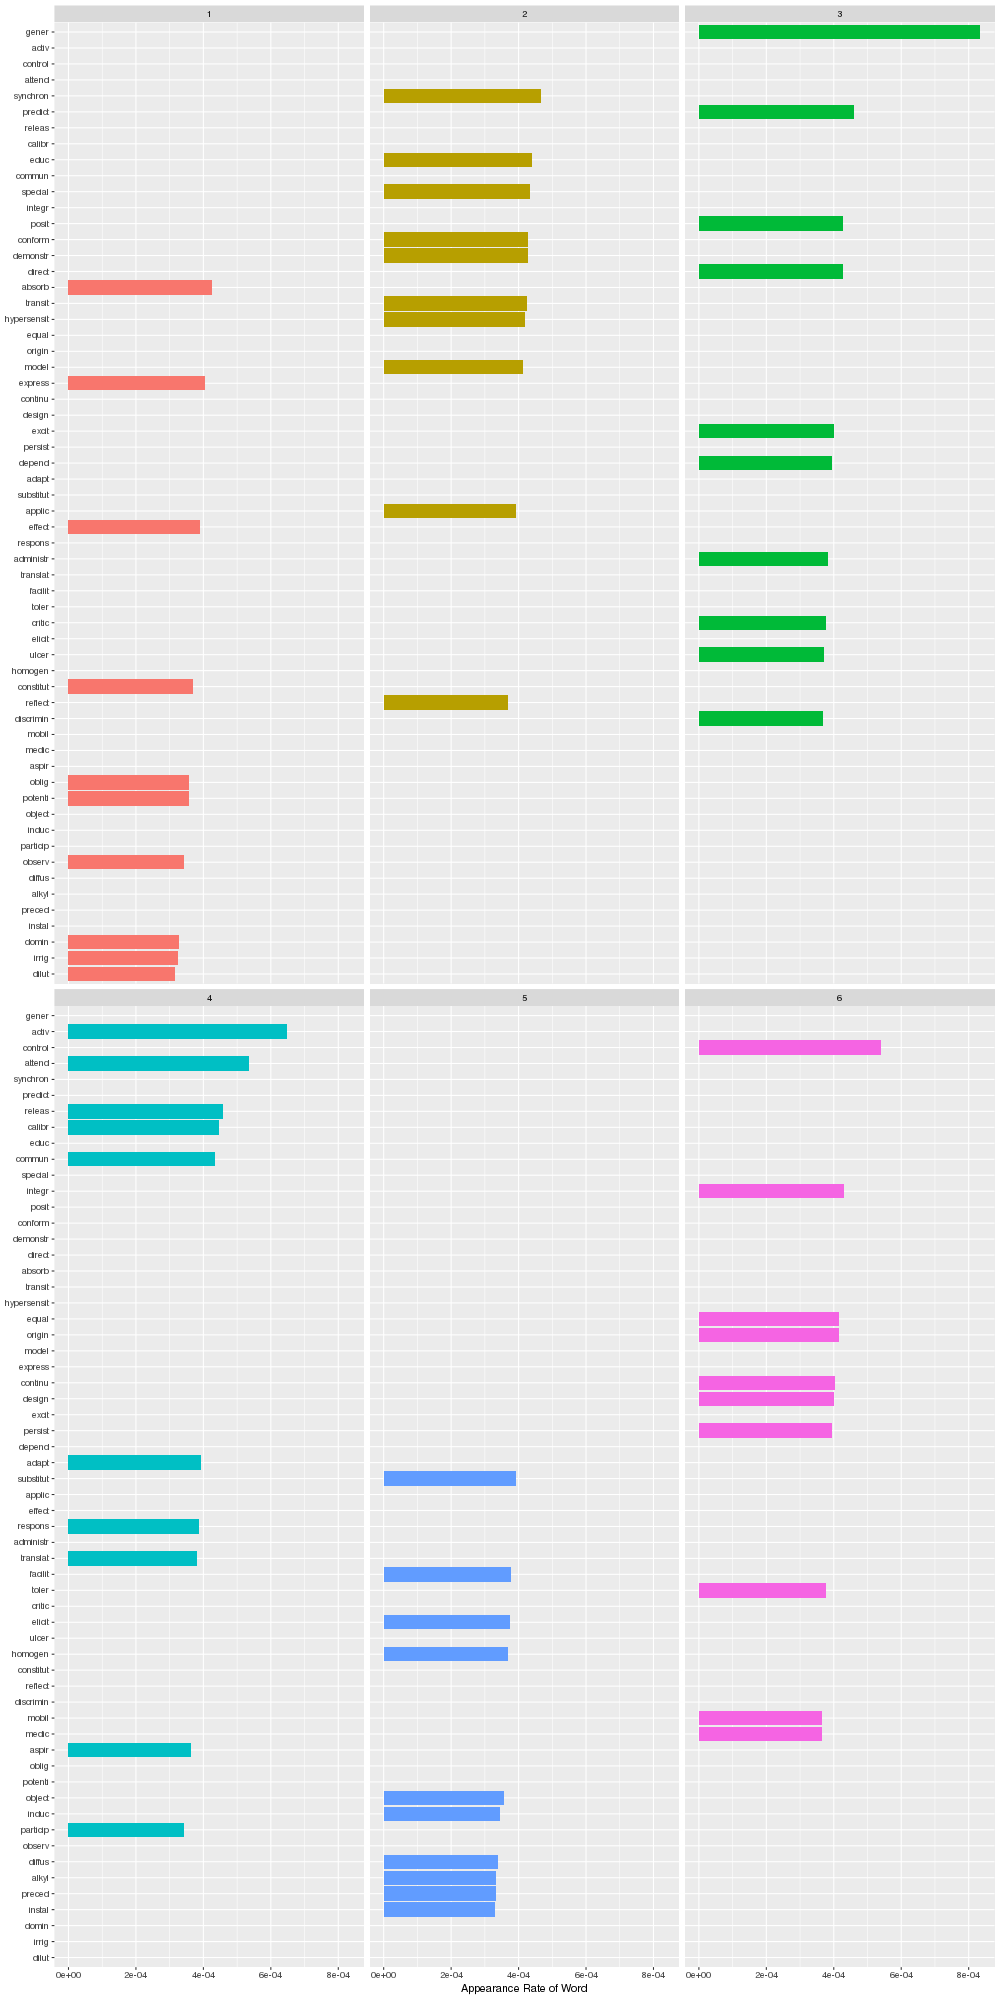 1 2 3
gener
activ
control
attend
synchron
predict
releas
calibr
educ
commun
special
integr
posit
conform
demonstr
direct
absorb
transit
hypersensit
equal
origin
model
express
continu
design
excit
persist
depend
adapt
substitut
applic
effect
respons
administr
translat
facilit
toler
critic
elicit
ulcer
homogen
constitut
reflect
discrimin
mobil
medic
aspir
oblig
potenti
object
induc
particip
observ
diffus
alkyl
preced
instal
domin
irrig
dilut
4 5 6
gener
activ
control
attend
synchron
predict
releas
calibr
educ
commun
special
integr
posit
conform
demonstr
direct
absorb
transit
hypersensit
equal
origin
model
express
continu
design
excit
persist
depend
adapt
substitut
applic
effect
respons
administr
translat
facilit
toler
critic
elicit
ulcer
homogen
constitut
reflect
discrimin
mobil
medic
aspir
oblig
potenti
object
induc
particip
observ
diffus
alkyl
preced
instal
domin
irrig
dilut
0e+00 2e-04 4e-04 6e-04 8e-04 0e+00 2e-04 4e-04 6e-04 8e-04 0e+00 2e-04 4e-04 6e-04 8e-04
Appearance Rate of Word